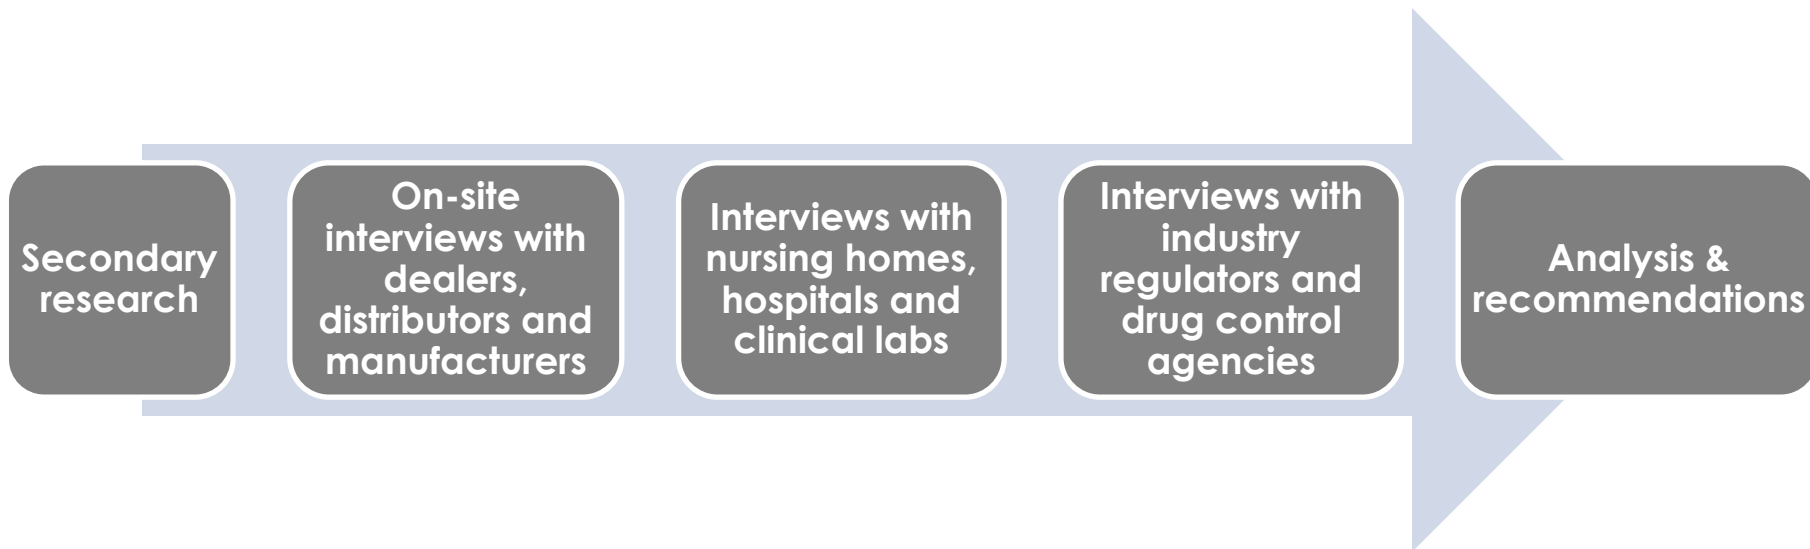 Secondary
research
On-site
interviews with
dealers,
distributors and
manufacturers
Interviews with
nursing homes,
hospitals and
clinical labs
Interviews with
industry
regulators and
drug control
agencies
Analysis &
recommendations